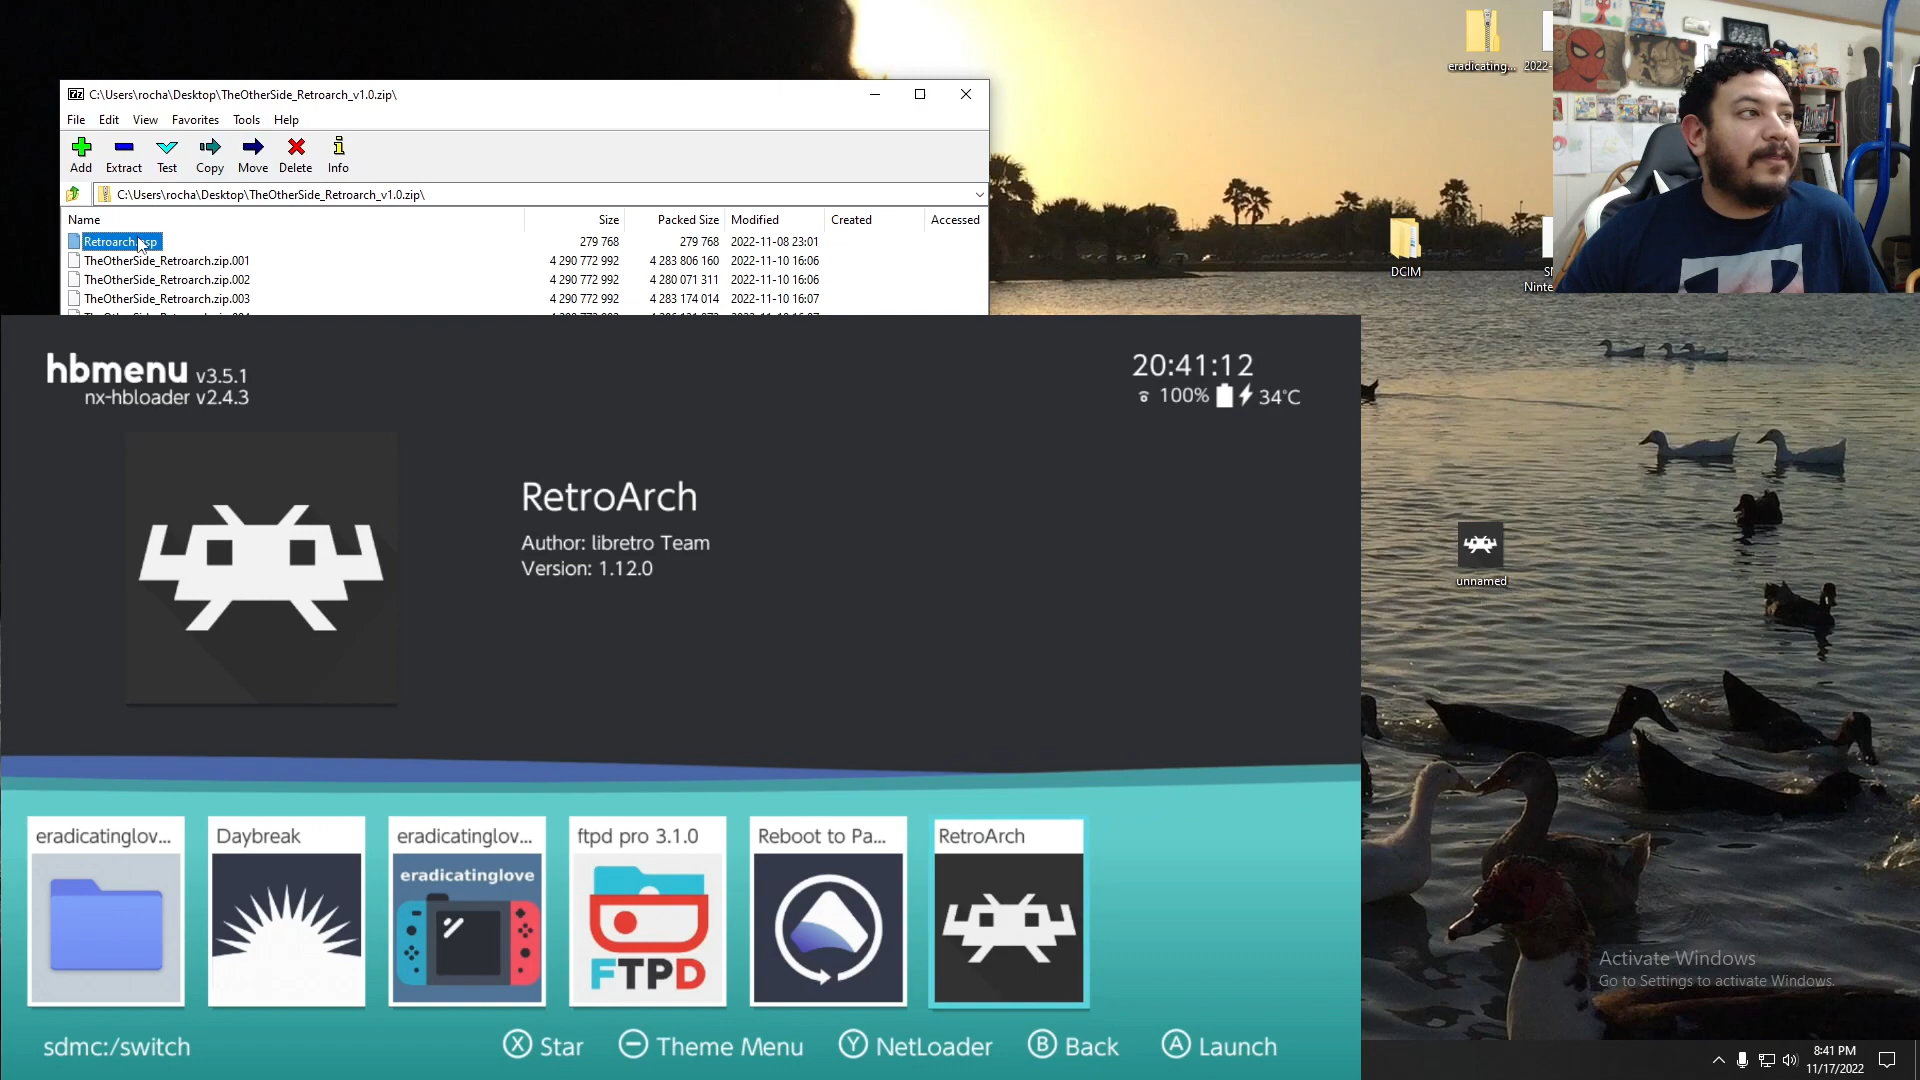 C:\Users\rocha\Desktop\TheOtherSide_Retroarch_v1.0.zip\
File Edit View Favorites Tools Help
Add Extract Test Copy Move Delete Info
C:\Users\rocha\Desktop\TheOtherSide_Retroarch_v1.0.zip\
Name Size Packed Size Modified Created Accessed
279 768 279 768 2022-11-08 23:01
TheOtherSide_Retroarch.zip.001 4 290 772 992 4 283 806 160 2022-11-10 16:06
TheOtherSide_Retroarch.zip.002 4 290 772 992 4 280 071 311 2022-11-10 16:06
TheOtherSide_Retroarch.zip.003 4 290 772 992 4 283 174 014 2022-11-10 16:07
eradicating... 2022-
DCIM
Ninte
unnamed
hbmenu v3.5.1
nx-hbloader v2.4.3
20:41:12
100% 34°C
RetroArch
Author: libretro Team
Version: 1.12.0
eradicatinglov...
Daybreak
eradicatinglov...
eradicatinglove
ftpd pro 3.1.0
FTPD
Reboot to Pa...
RetroArch
sdmc:/switch
X Star
Theme Menu
Y NetLoader
B Back
A Launch
Activate Windows
Go to Settings to activate Windows.
8:41 PM
11/17/2022